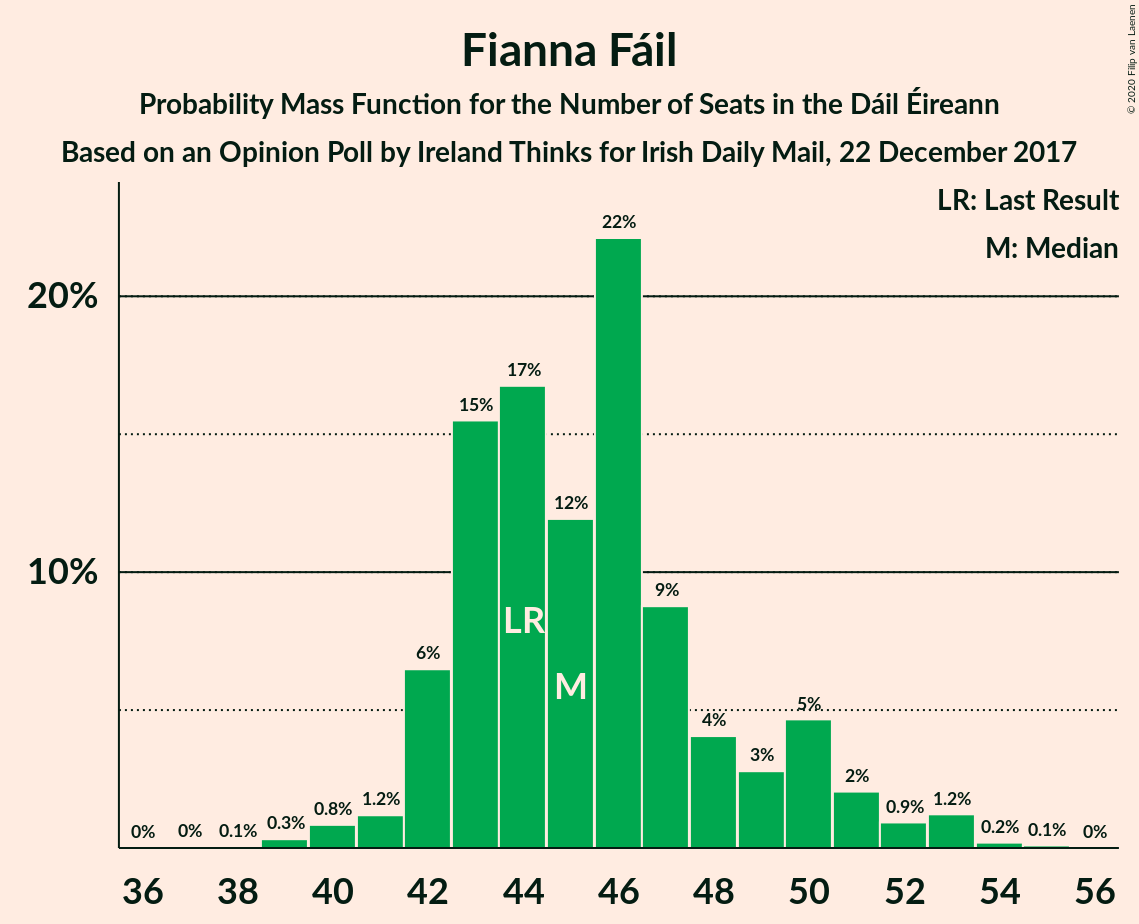 Fianna Fáil
Probability Mass Function for the Number of Seats in the Dáil Éireann
Based on an Opinion Poll by Ireland Thinks for Irish Daily Mail, 22 December 2017
© 2020 Filip van Laenen
LR: Last Result
M: Median
20%
10%
0% 0% 0.1% 0.3% 0.8% 1.2% 6% 15% 17% 12% 22% 9% 4% 3% 5% 2% 0.9% 1.2% 0.2% 0.1% 0%
LR
M
36 38 40 42 44 46 48 50 52 54 56